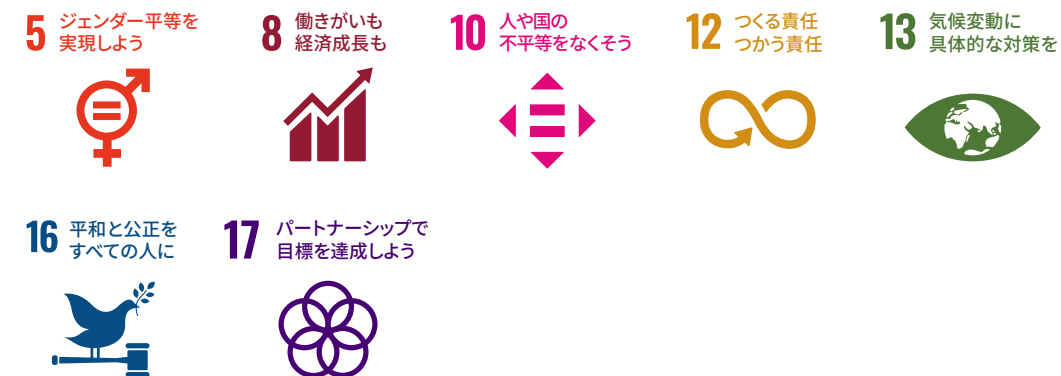 5 ジェンダー平等を
実現しよう
8 働きがいも
経済成長も
10 人や国の
不平等をなくそう
12 つくる責任
つかう責任
13 気候変動に
具体的な対策を
16 平和と公正を
すべての人に
17 パートナーシップで
目標を達成しよう